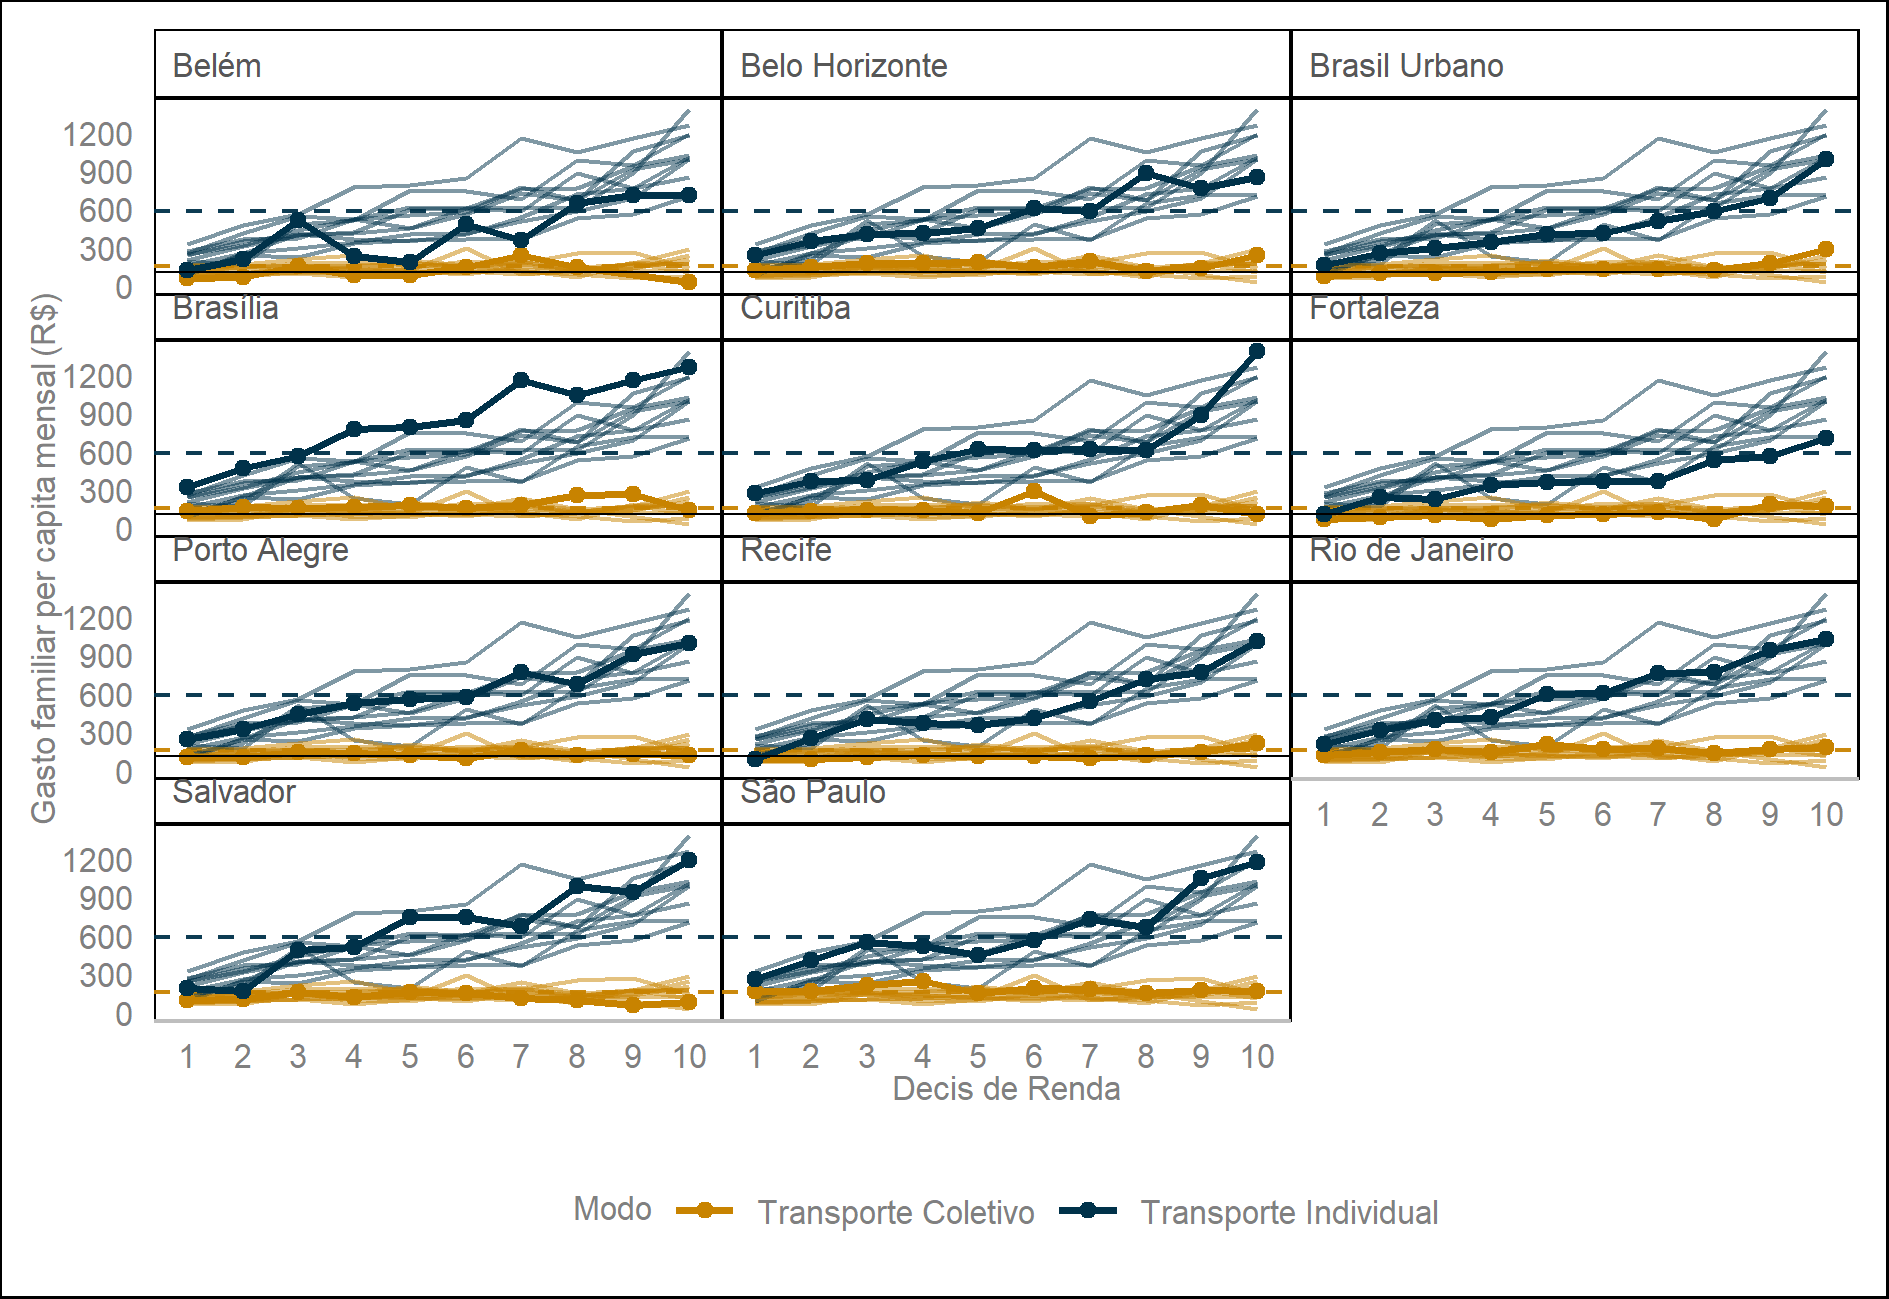 Belém
Belo Horizonte
Brasil Urbano
1200
900
600
300
0
Brasília
Curitiba
Fortaleza
1200
900
600
300
0
Porto Alegre
Recife
Rio de Janeiro
1200
900
600
300
0
1 2 3 4 5 6 7 8 9 10
Salvador
São Paulo
1200
900
600
300
0
1 2 3 4 5 6 7 8 9 10
1 2 3 4 5 6 7 8 9 10
Gasto familiar per capita mensal (R$)
Decis de Renda
Modo Transporte Coletivo Transporte Individual